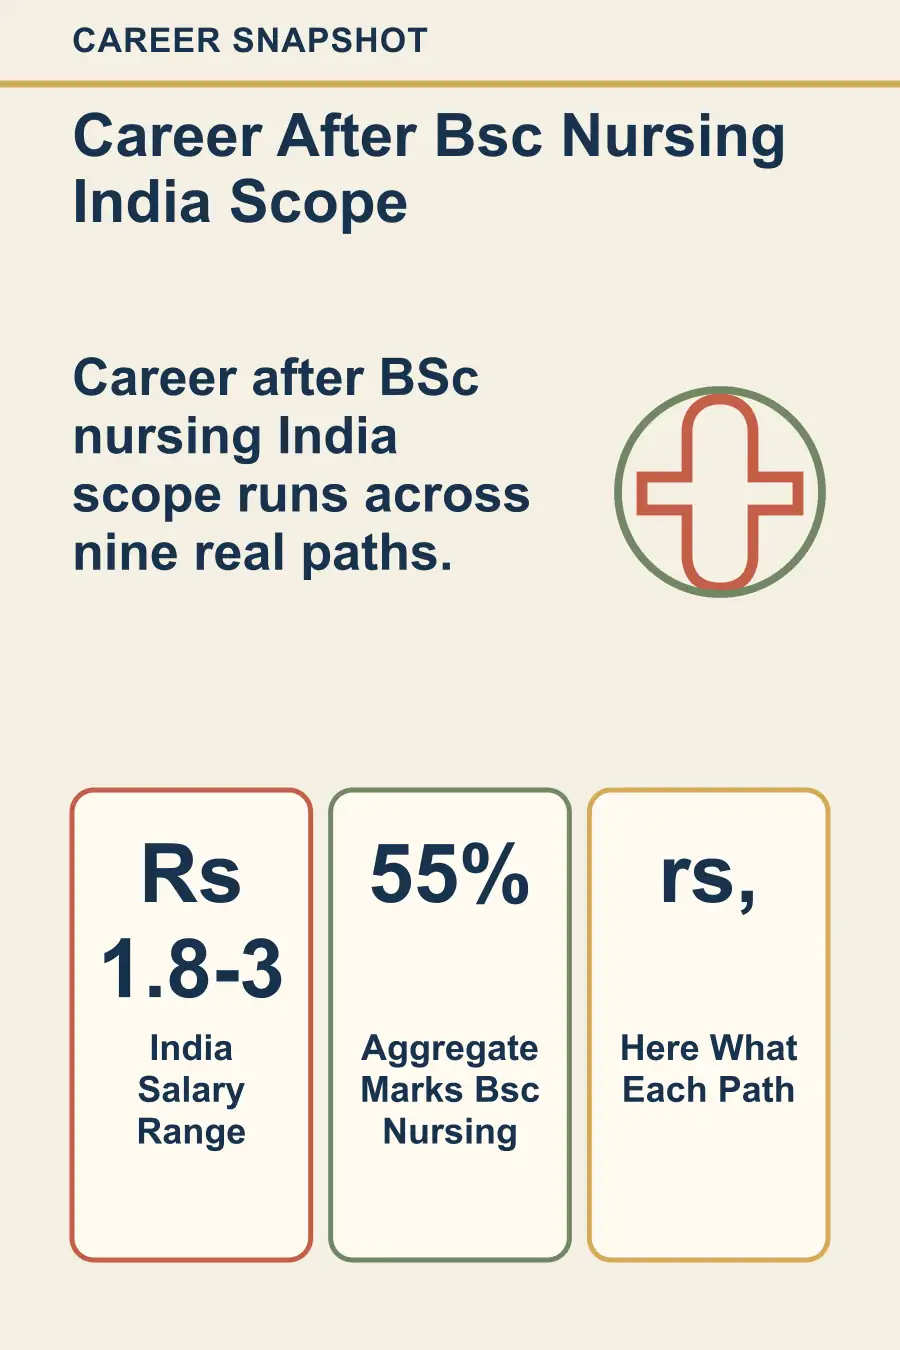 CAREER SNAPSHOT
Career After Bsc Nursing
India Scope
Career after BSc
nursing India
scope runs across
nine real paths.
Rs
1.8-3
India
Salary
Range
55%
Aggregate
Marks Bsc
Nursing
rs,
Here What
Each Path